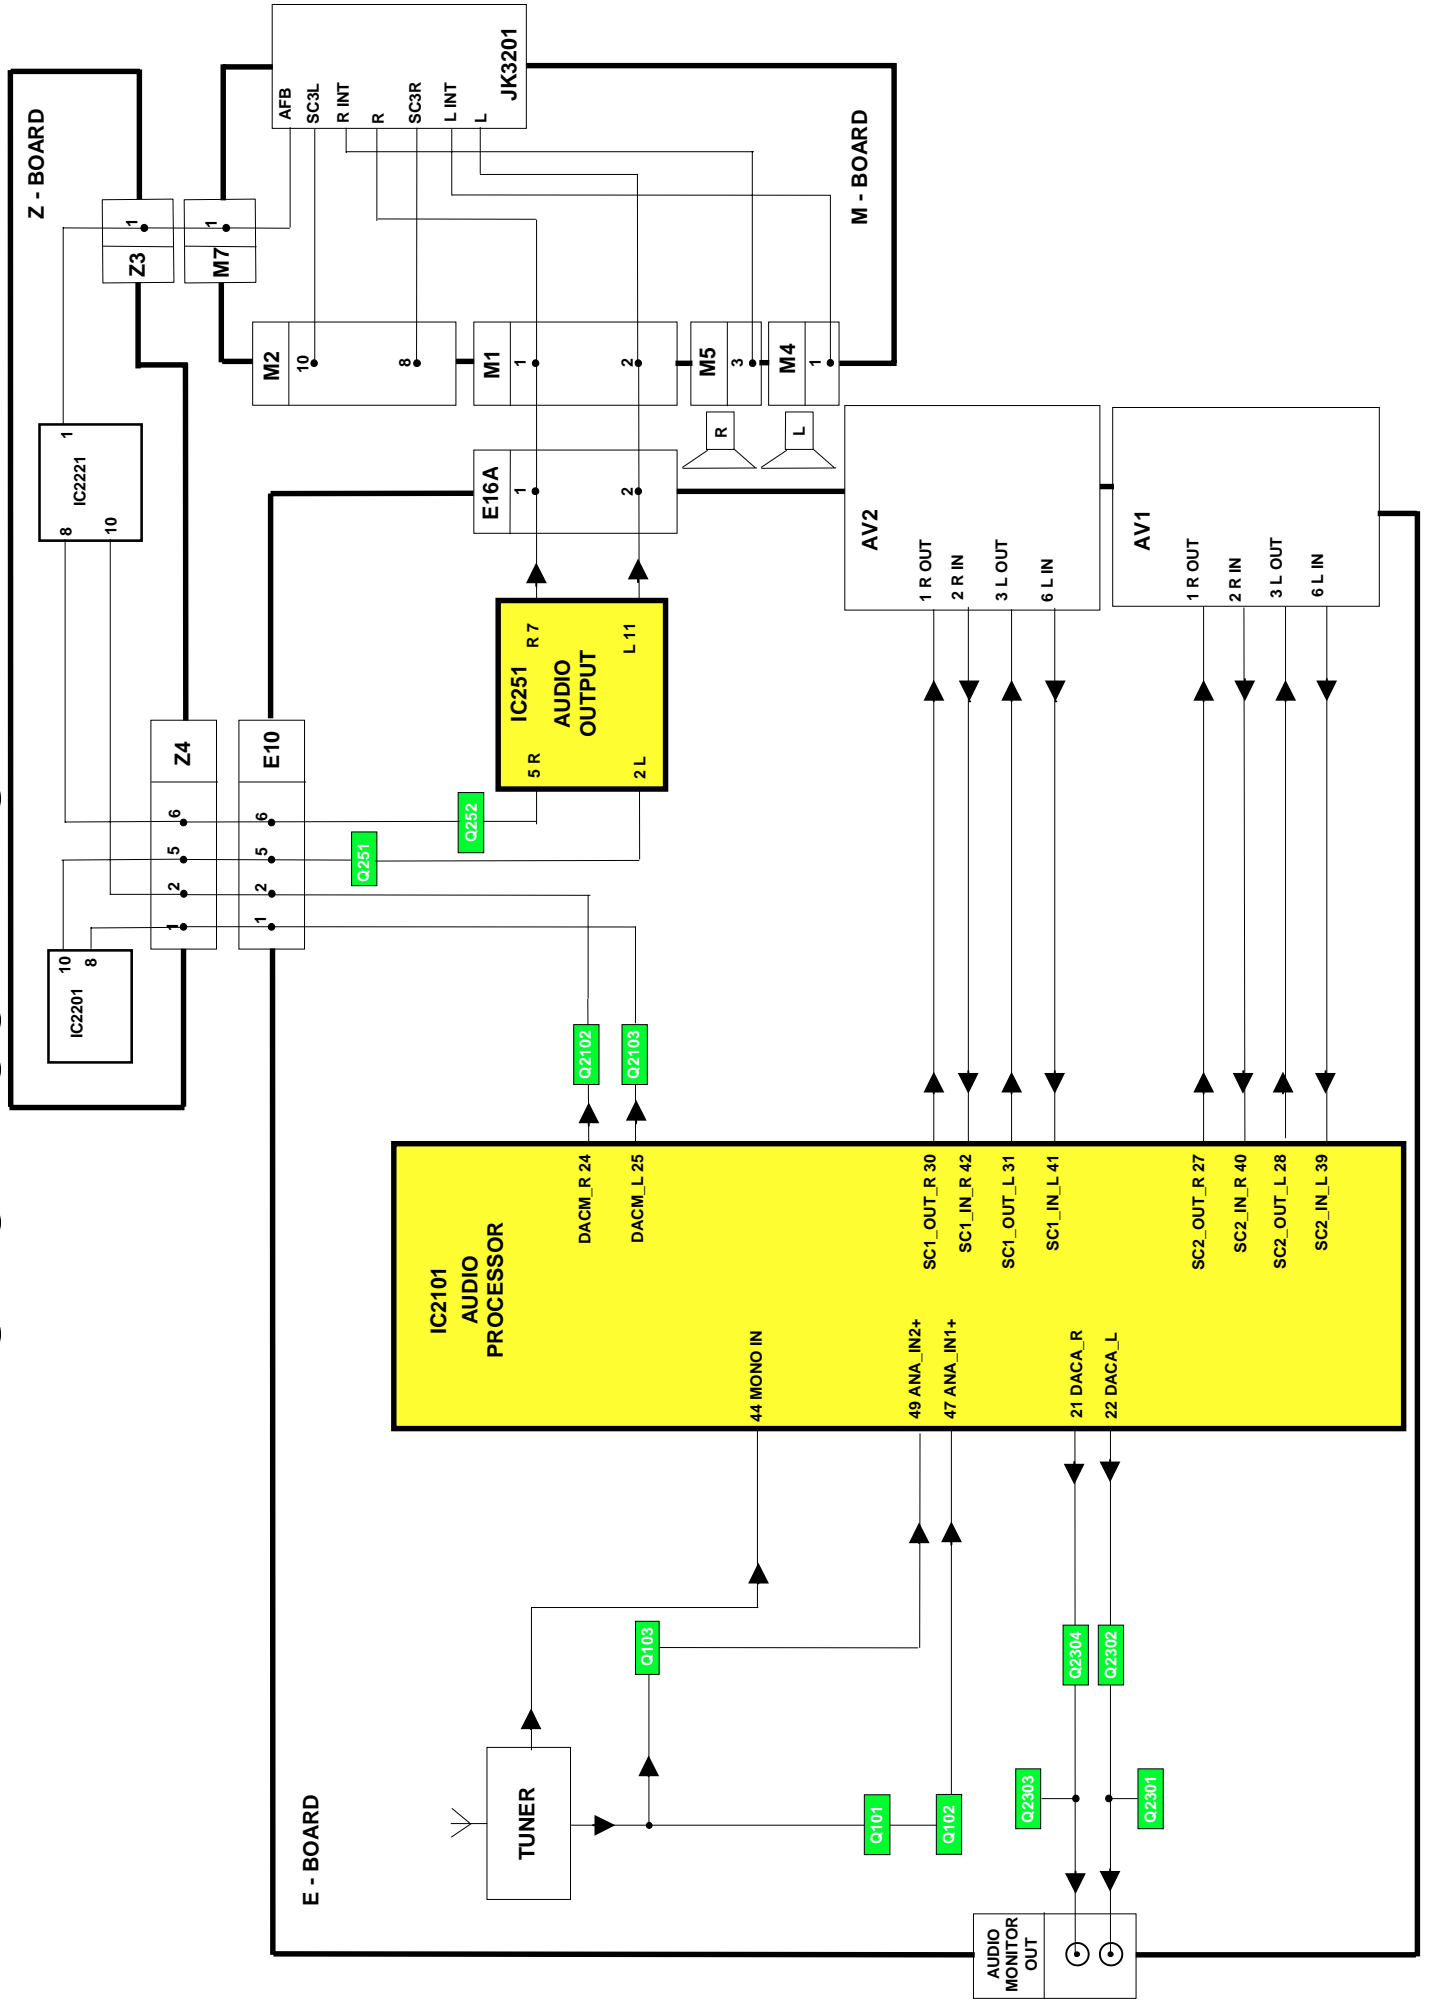 Z - BOARD
IC2201
10
8
IC2221
8
10
1
Z4
1
2
5
6
Z3
1
E - BOARD
TUNER
Q103
Q101
Q102
AUDIO
MONITOR
OUT
Q2303
Q2301
Q2304
Q2302
IC2101
AUDIO
PROCESSOR
44 MONO IN
49 ANA_IN2+
47 ANA_IN1+
21 DACA_R
22 DACA_L
DACM_R 24
DACM_L 25
SC1_OUT_R 30
SC1_IN_R 42
SC1_OUT_L 31
SC1_IN_L 41
SC2_OUT_R 27
SC2_IN_R 40
SC2_OUT_L 28
SC2_IN_L 39
Q2102
Q2103
E10
1
2
5
6
Q251
Q252
IC251
AUDIO
OUTPUT
5 R
2 L
R 7
L 11
E16A
1
2
AV2
1 R OUT
2 R IN
3 L OUT
6 L IN
AV1
1 R OUT
2 R IN
3 L OUT
6 L IN
R
L
M - BOARD
M7
1
M2
10
8
M1
1
2
M5
3
M4
1
JK3201
AFB
SC3L
R INT
R
SC3R
L INT
L